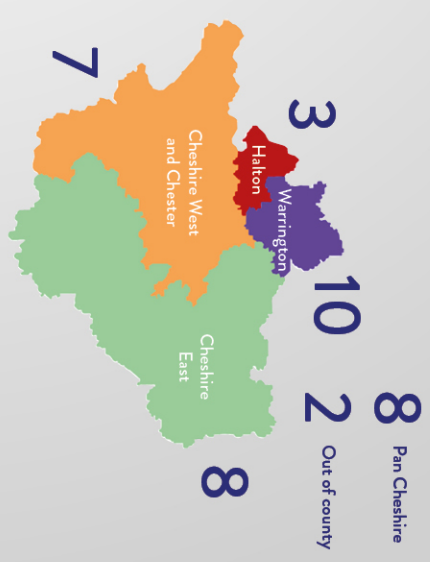 8 Pan Cheshire
2 Out of county
3
10
Halton
Warrington
7
Cheshire West
and Chester
Cheshire
East
8